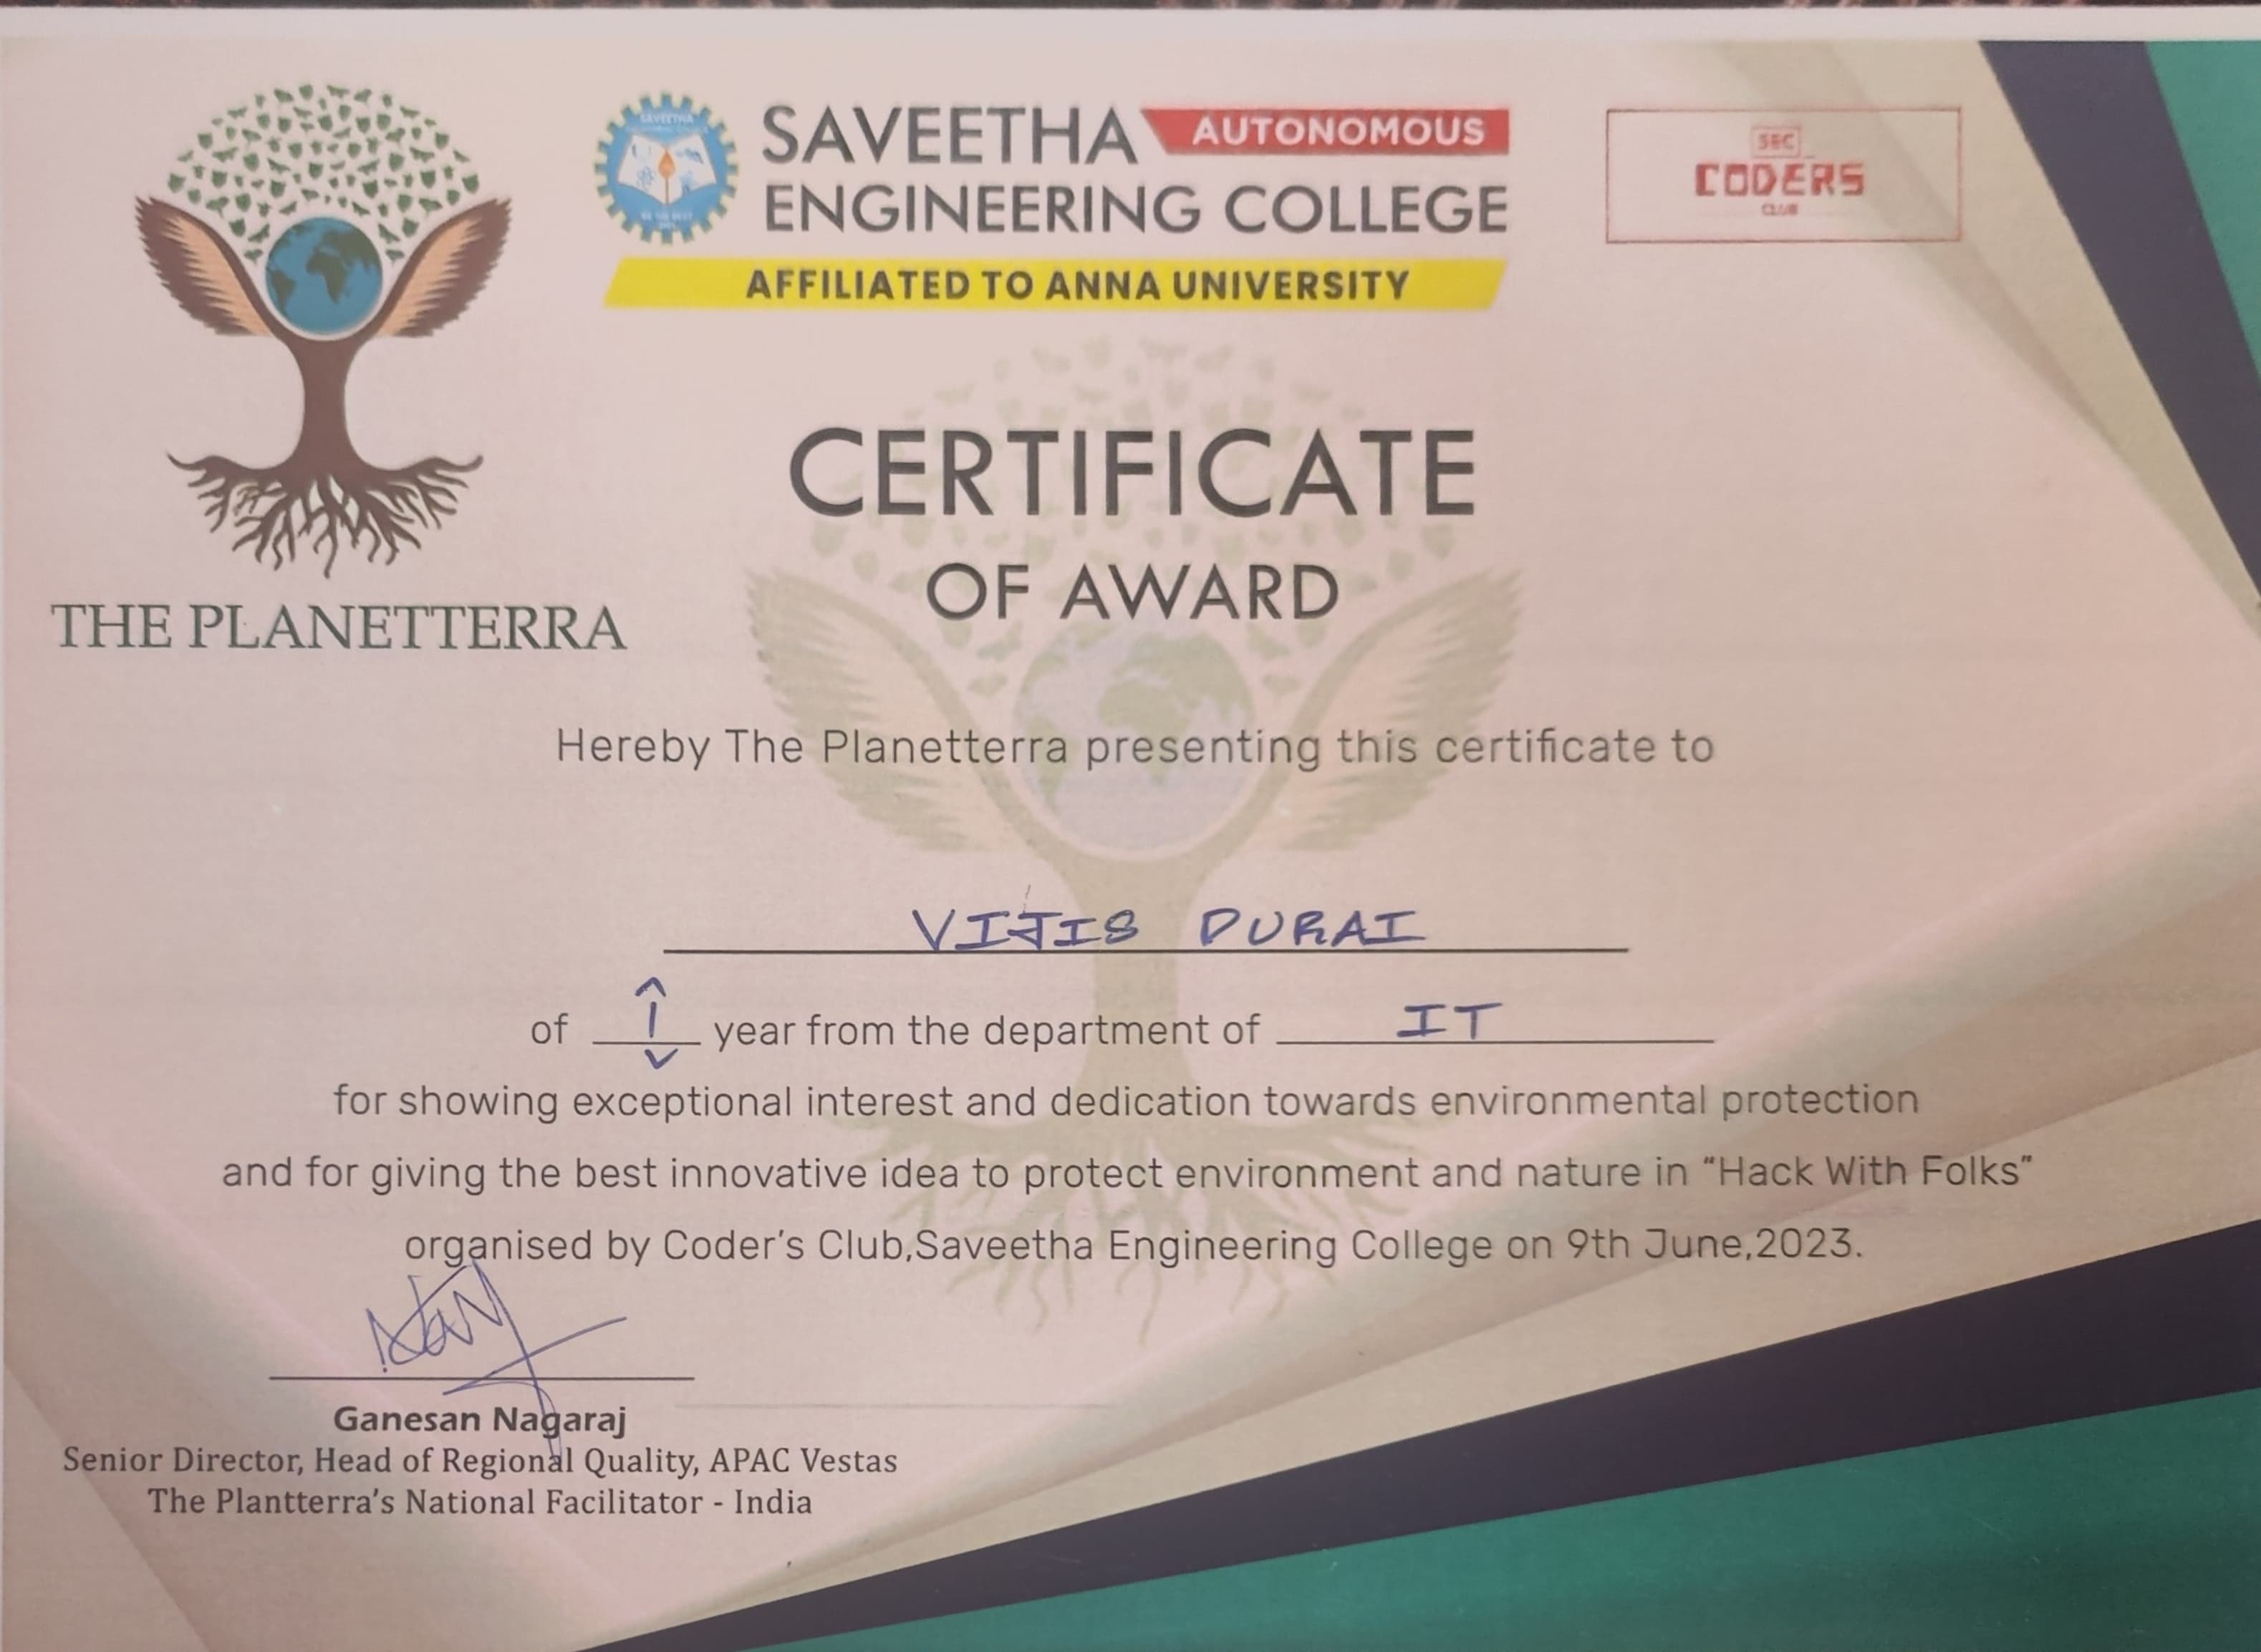 SAVEETHA AUTONOMOUS
ENGINEERING COLLEGE
AFFILIATED TO ANNA UNIVERSITY
SEC
CODERS
CLUB
THE PLANETTERRA
CERTIFICATE
OF AWARD
Hereby The Planetterra presenting this certificate to
VIJIS DURAI
of I year from the department of IT
for showing exceptional interest and dedication towards environmental protection
and for giving the best innovative idea to protect environment and nature in “Hack With Folks”
organised by Coder’s Club,Saveetha Engineering College on 9th June,2023.
Ganesan Nagaraj
Senior Director, Head of Regional Quality, APAC Vestas
The Plantterra’s National Facilitator - India